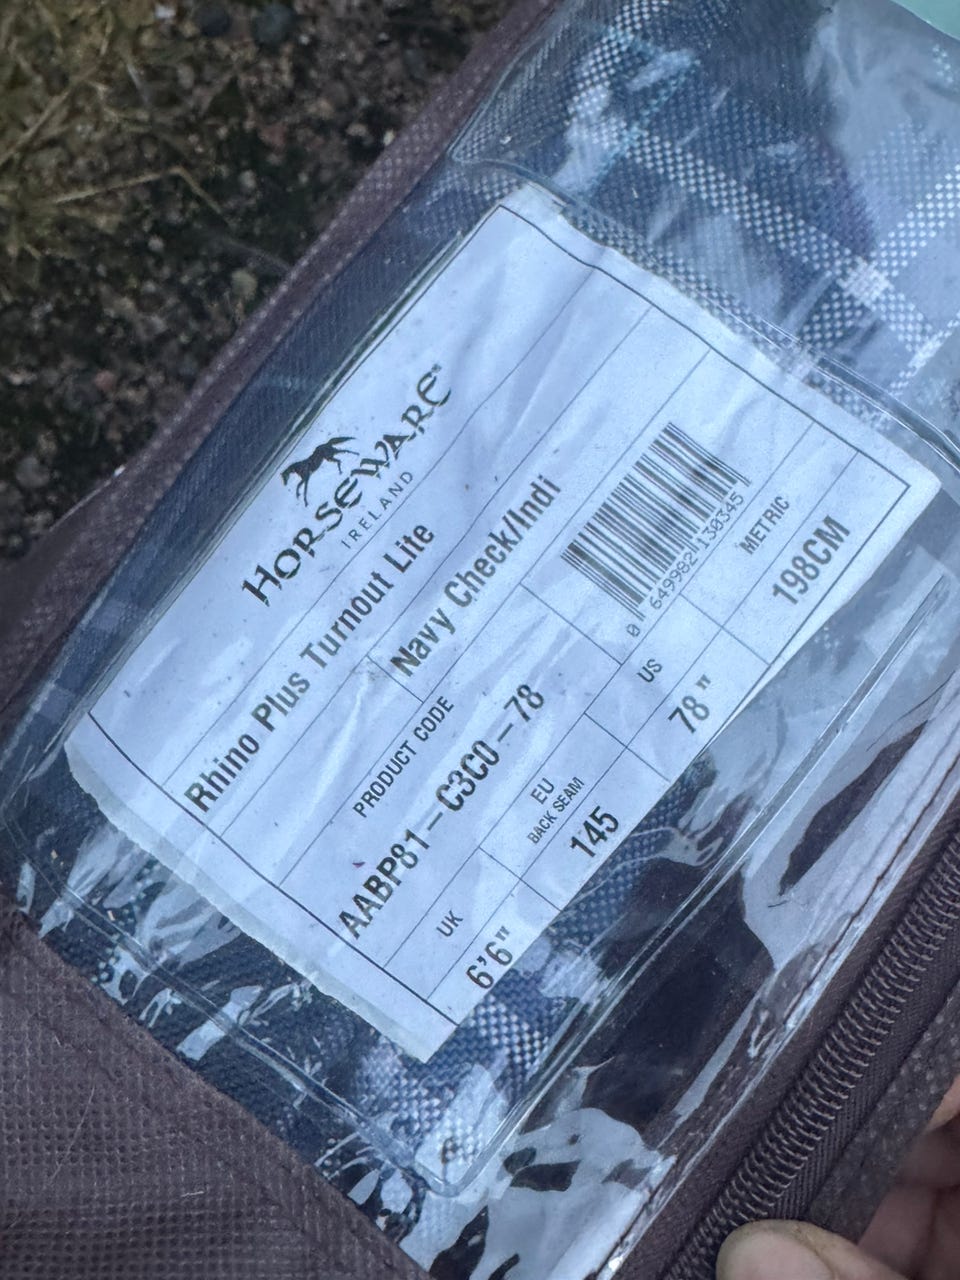 HORSEWARE®
IRELAND
Rhino Plus Turnout Lite
Navy Check/Indi
PRODUCT CODE
AABP81-C3C0-78
0 649982 130345
UK
EU
BACK SEAM
US
METRIC
6'6"
145
78"
198CM